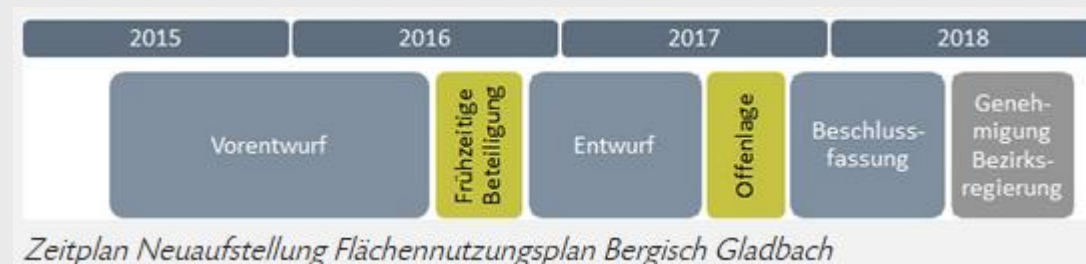 2015
2016
2017
2018
Vorentwurf
Frühzeitige
Beteiligung
Entwurf
Offenlage
Beschluss-
fassung
Geneh-
migung
Bezirks-
regierung
Zeitplan Neuaufstellung Flächennutzungsplan Bergisch Gladbach